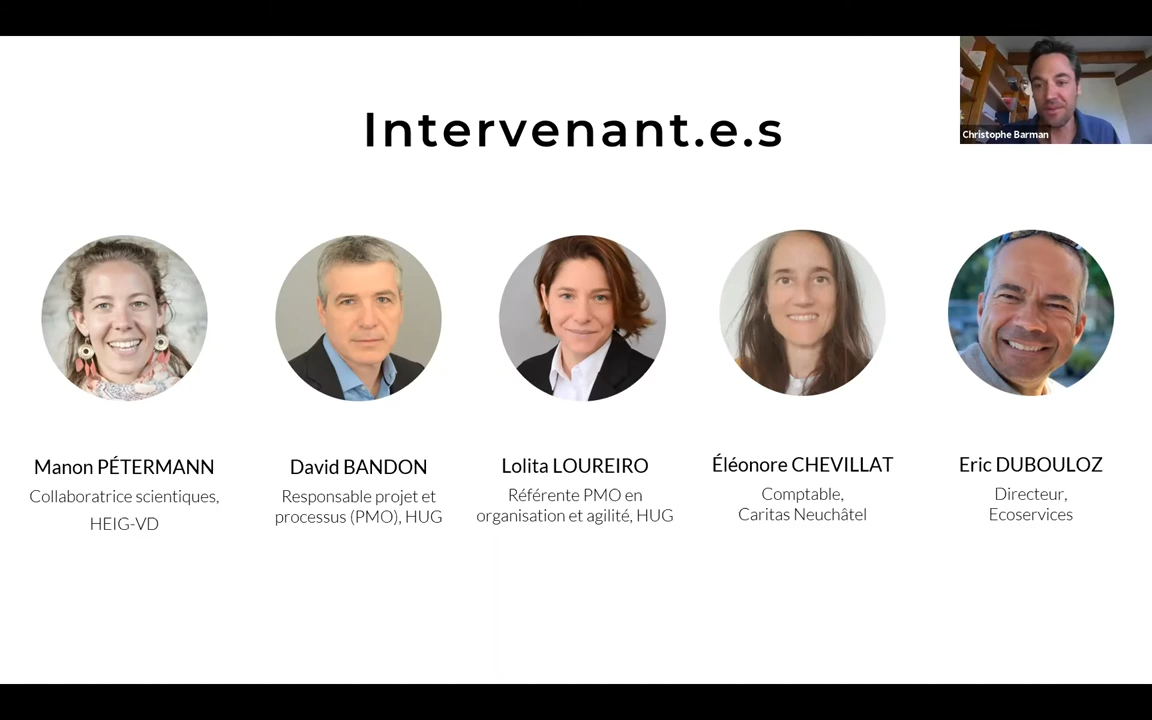 Intervenant.e.s
Christophe Barman
Manon PÉTERMANN
Collaboratrice scientiques,
HEIG-VD
David BANDON
Responsable projet et
processus (PMO), HUG
Lolita LOUREIRO
Référente PMO en
organisation et agilité, HUG
Éléonore CHEVILLAT
Comptable,
Caritas Neuchâtel
Eric DUBOULOZ
Directeur,
Ecoservices